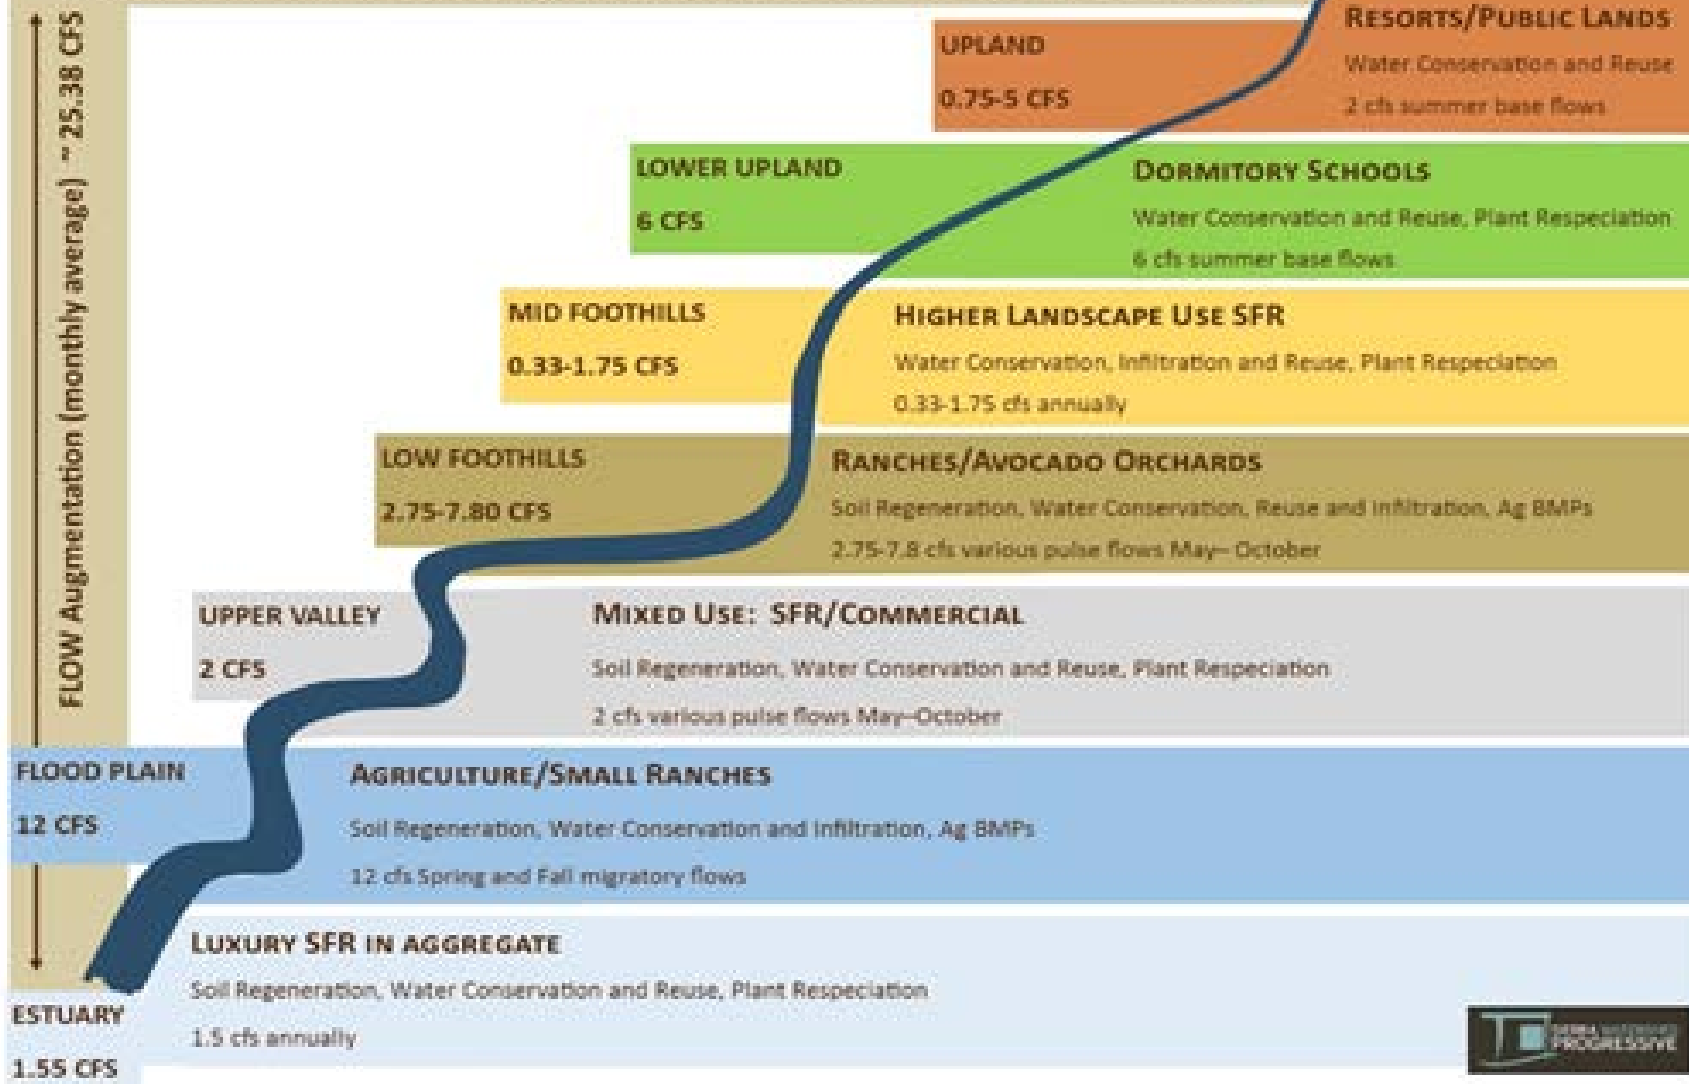 FLOW Augmentation (monthly average) ~ 25.38 CFS
UPLAND
0.75-5 CFS
RESORTS/PUBLIC LANDS
Water Conservation and Reuse
2 cfs summer base flows
LOWER UPLAND
6 CFS
DORMITORY SCHOOLS
Water Conservation and Reuse, Plant Respeciation
6 cfs summer base flows
MID FOOTHILLS
0.33-1.75 CFS
HIGHER LANDSCAPE USE SFR
Water Conservation, Infiltration and Reuse, Plant Respeciation
0.33-1.75 cfs annually
LOW FOOTHILLS
2.75-7.80 CFS
RANCHES/AVOCADO ORCHARDS
Soil Regeneration, Water Conservation, Reuse and Infiltration, Ag BMPs
2.75-7.8 cfs various pulse flows May– October
UPPER VALLEY
2 CFS
MIXED USE: SFR/COMMERCIAL
Soil Regeneration, Water Conservation and Reuse, Plant Respeciation
2 cfs various pulse flows May–October
FLOOD PLAIN
12 CFS
AGRICULTURE/SMALL RANCHES
Soil Regeneration, Water Conservation and Infiltration, Ag BMPs
12 cfs Spring and Fall migratory flows
LUXURY SFR IN AGGREGATE
Soil Regeneration, Water Conservation and Reuse, Plant Respeciation
1.5 cfs annually
ESTUARY
1.55 CFS
PROGRESSIVE